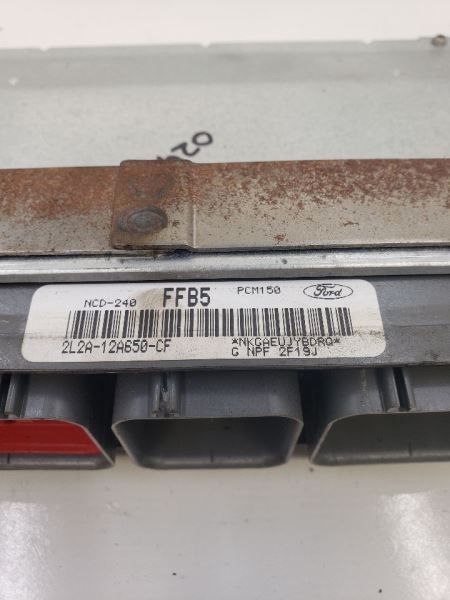 NCD-240 FFB5 PCM150 Ford
2L2A-12A650-CF *NKGAEUJYBDRQ*
G NPF 2F19J